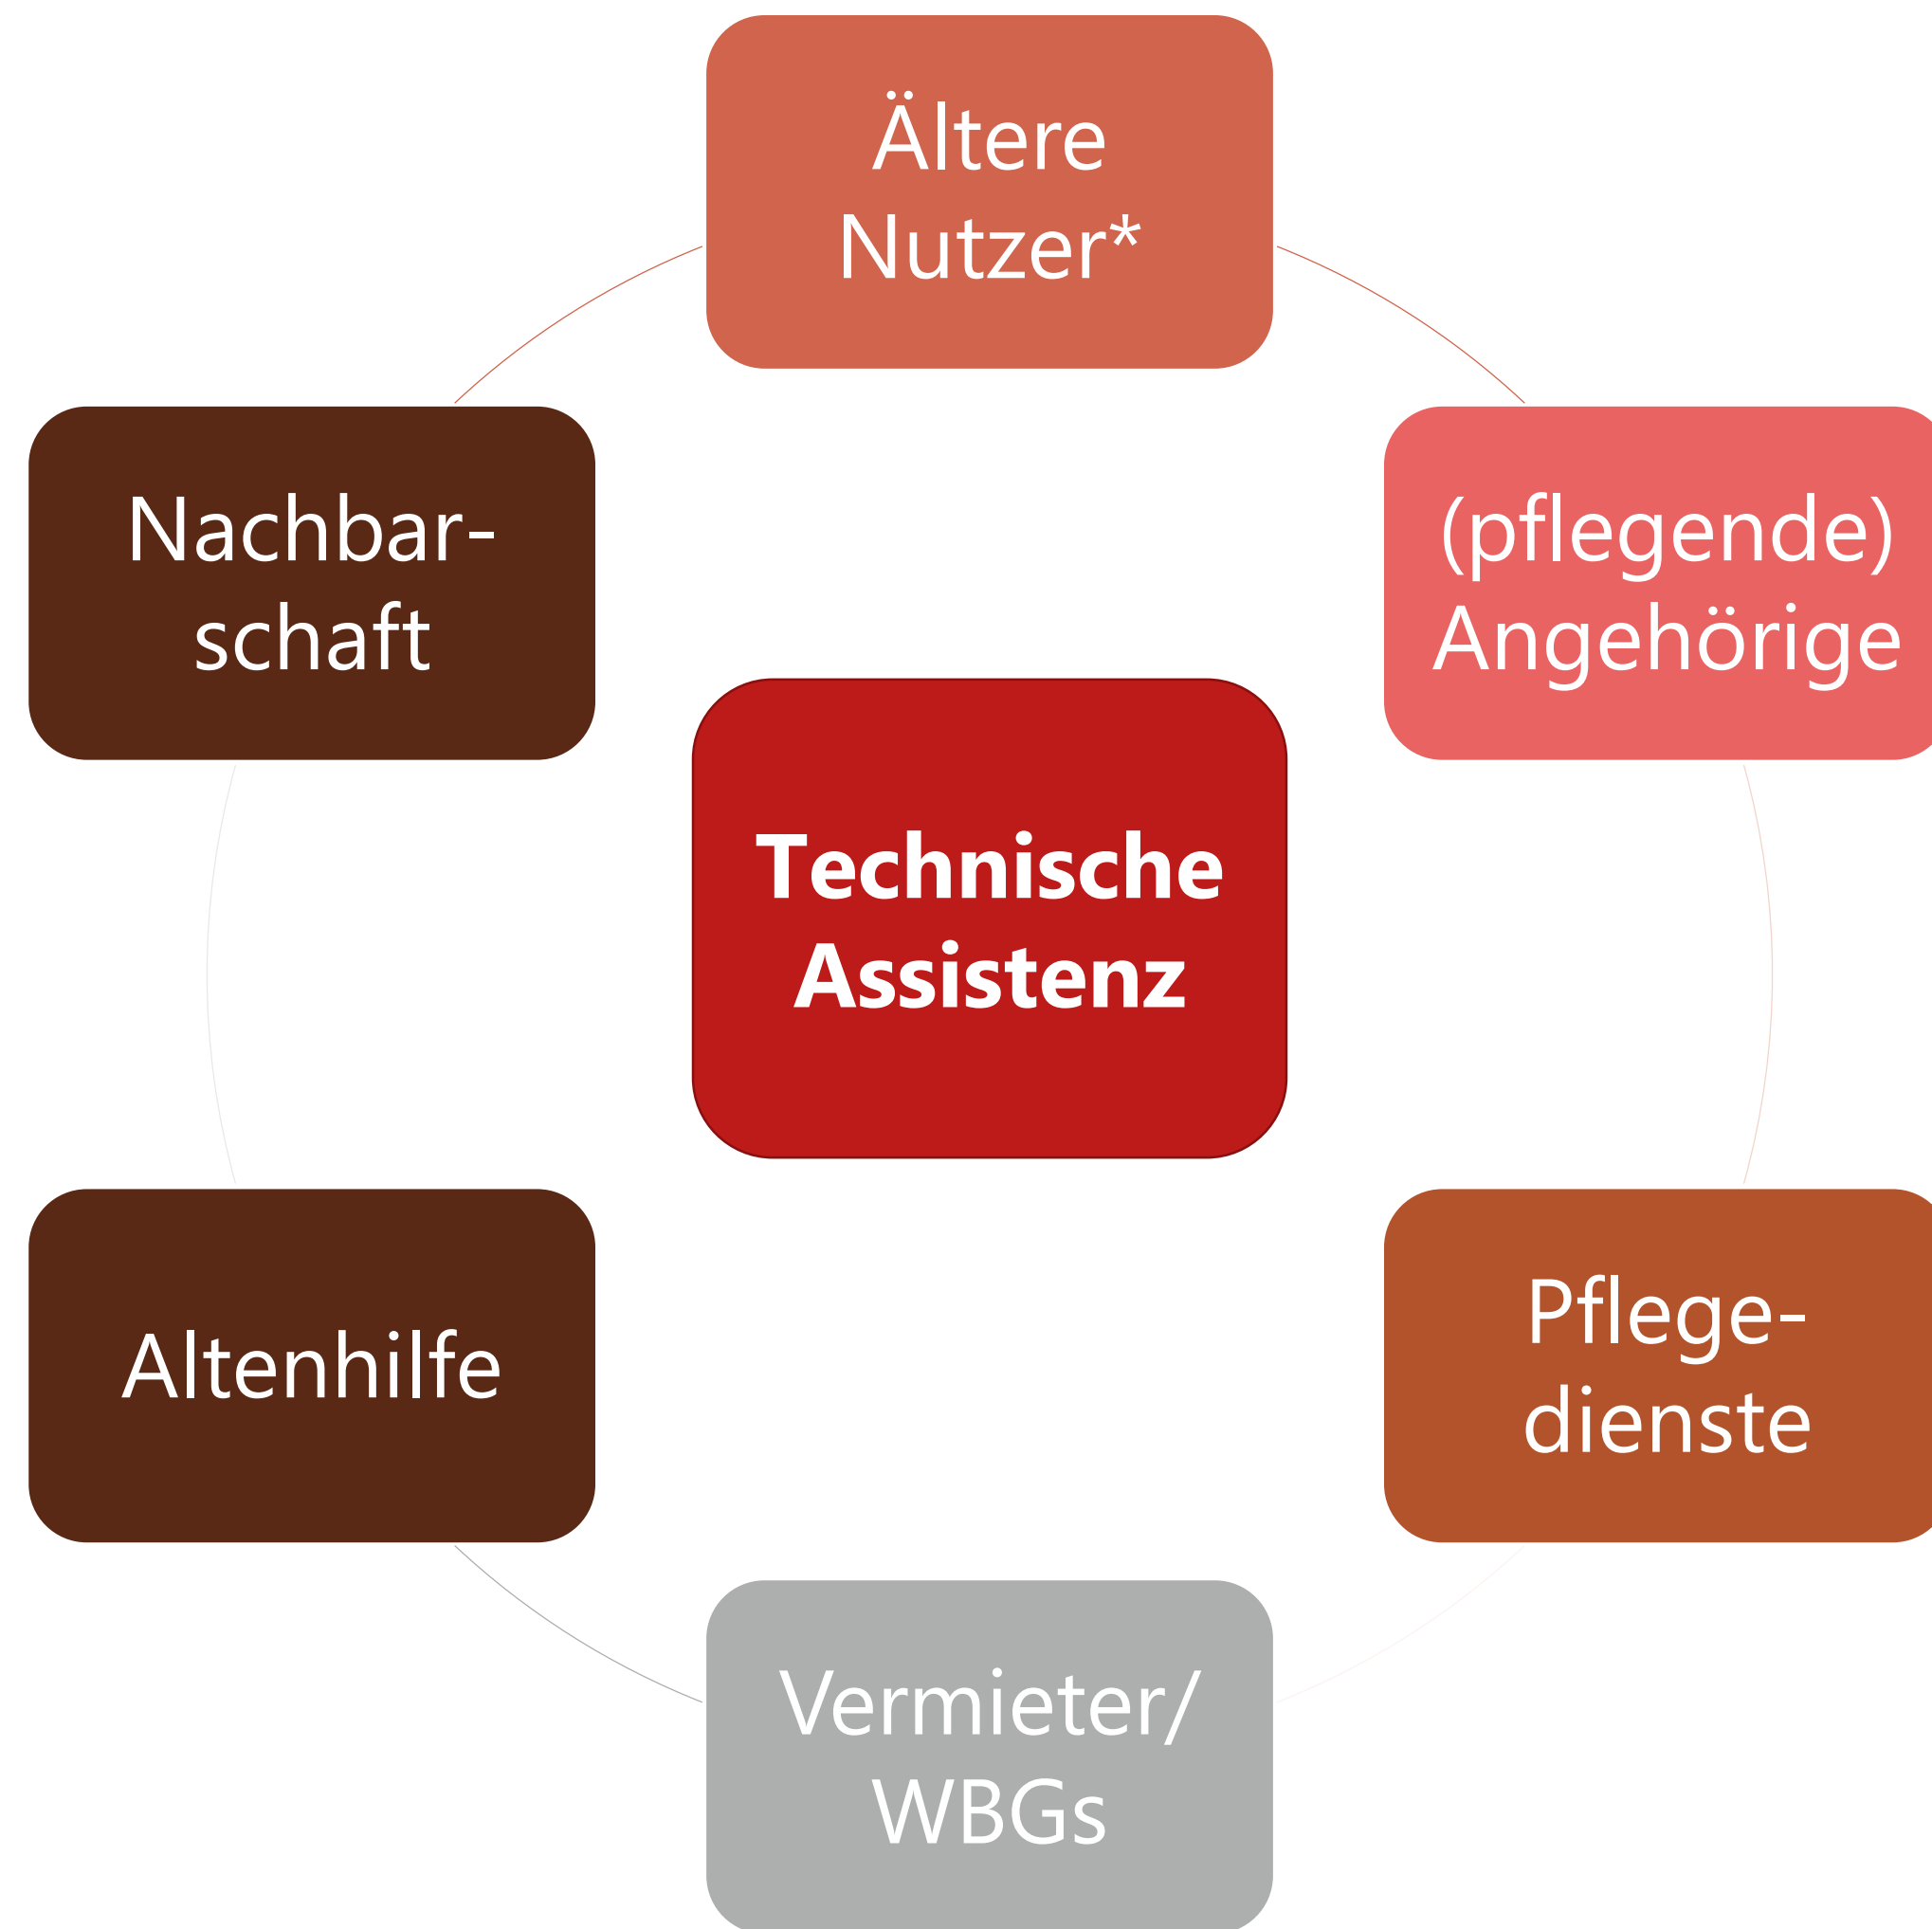 Ältere
Nutzer*
Nachbar-
schaft
(pflegende)
Angehörige
Technische
Assistenz
Altenhilfe
Pflege-
dienste
Vermieter/
WBGs